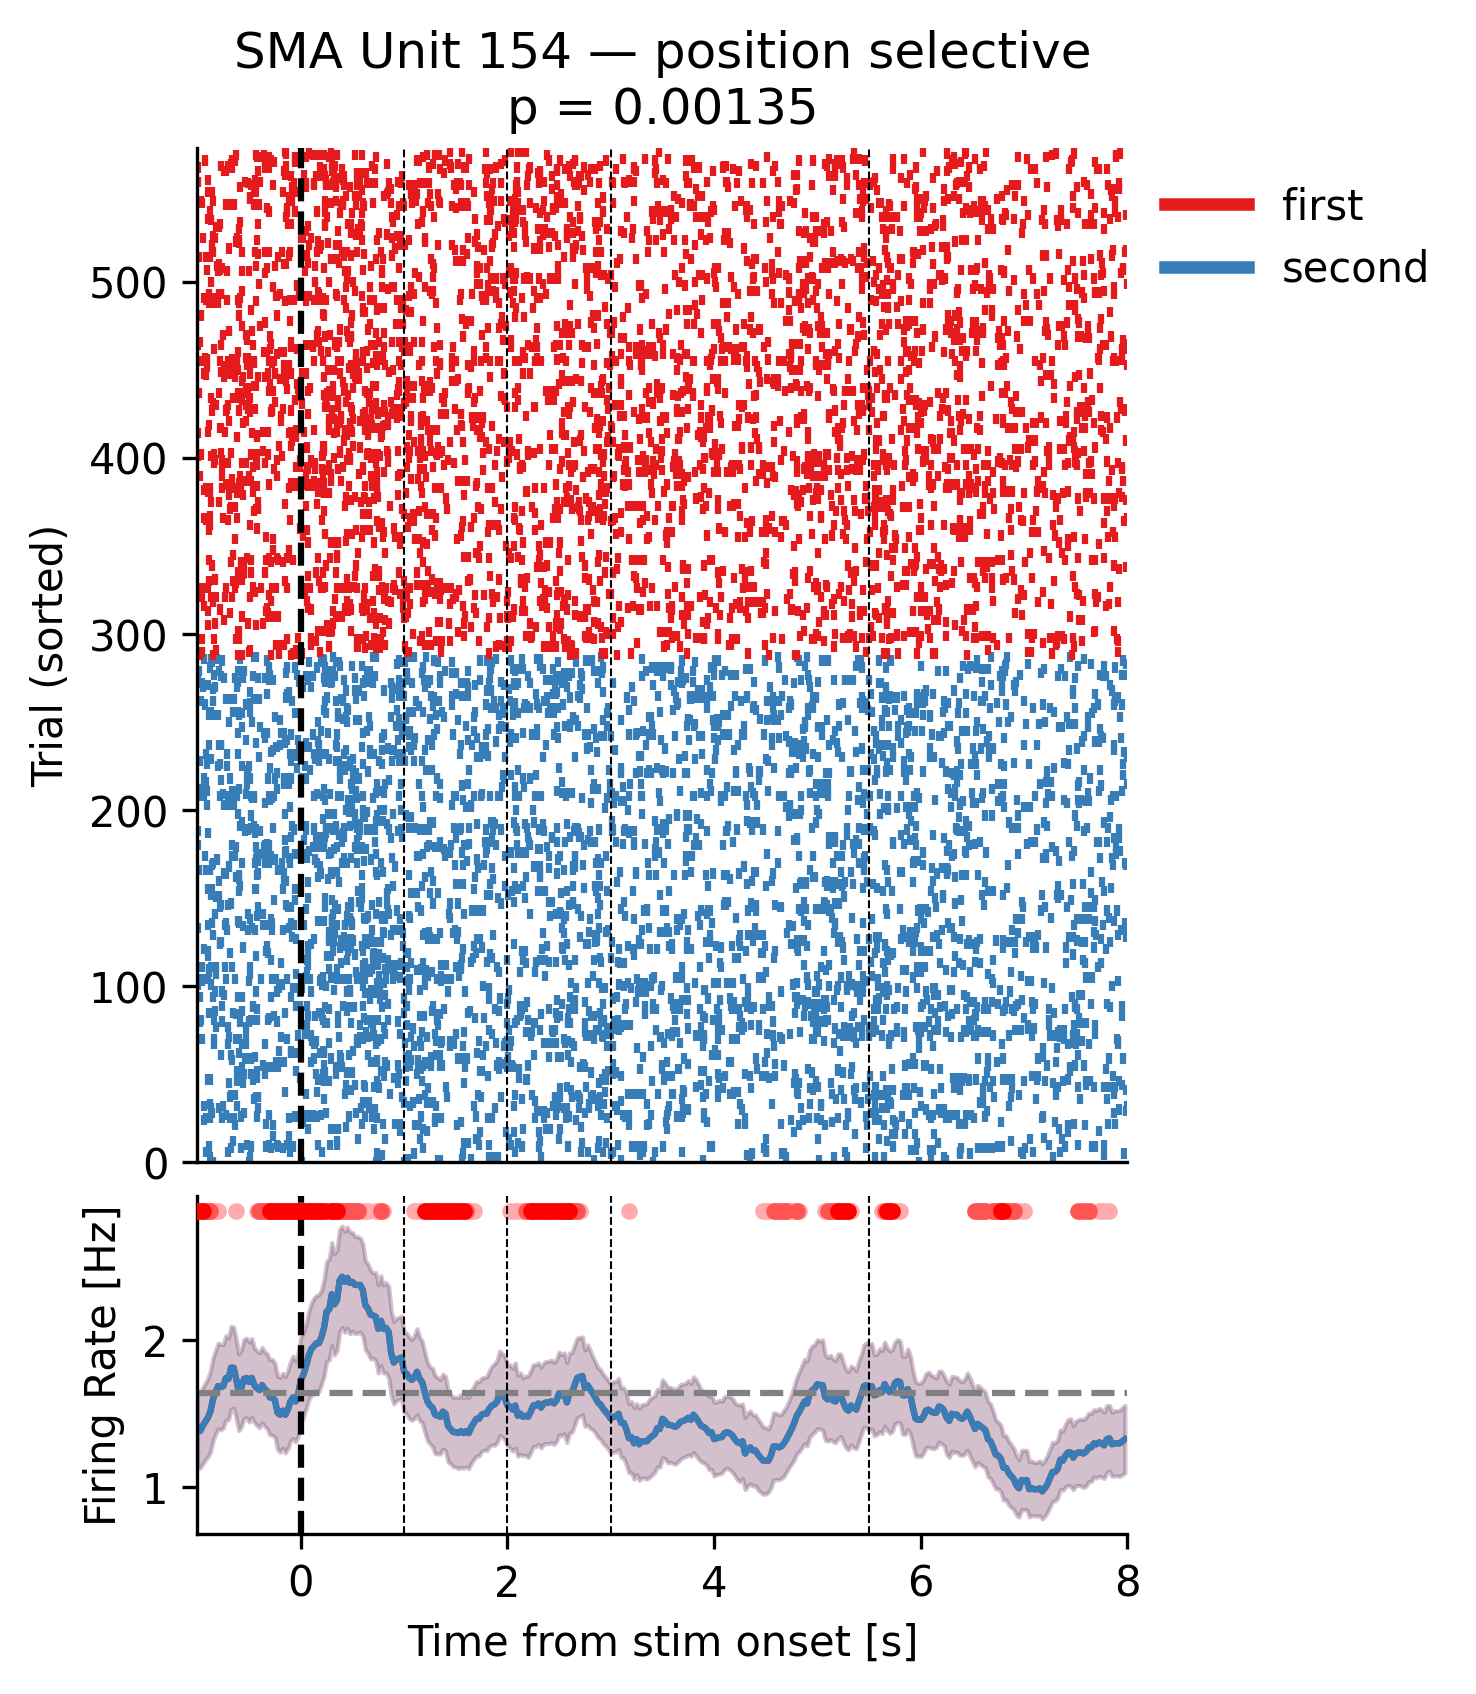 SMA Unit 154 — position selective
p = 0.00135
first
second
Trial (sorted)
500
400
300
200
100
0
Firing Rate [Hz]
2
1
0 2 4 6 8
Time from stim onset [s]